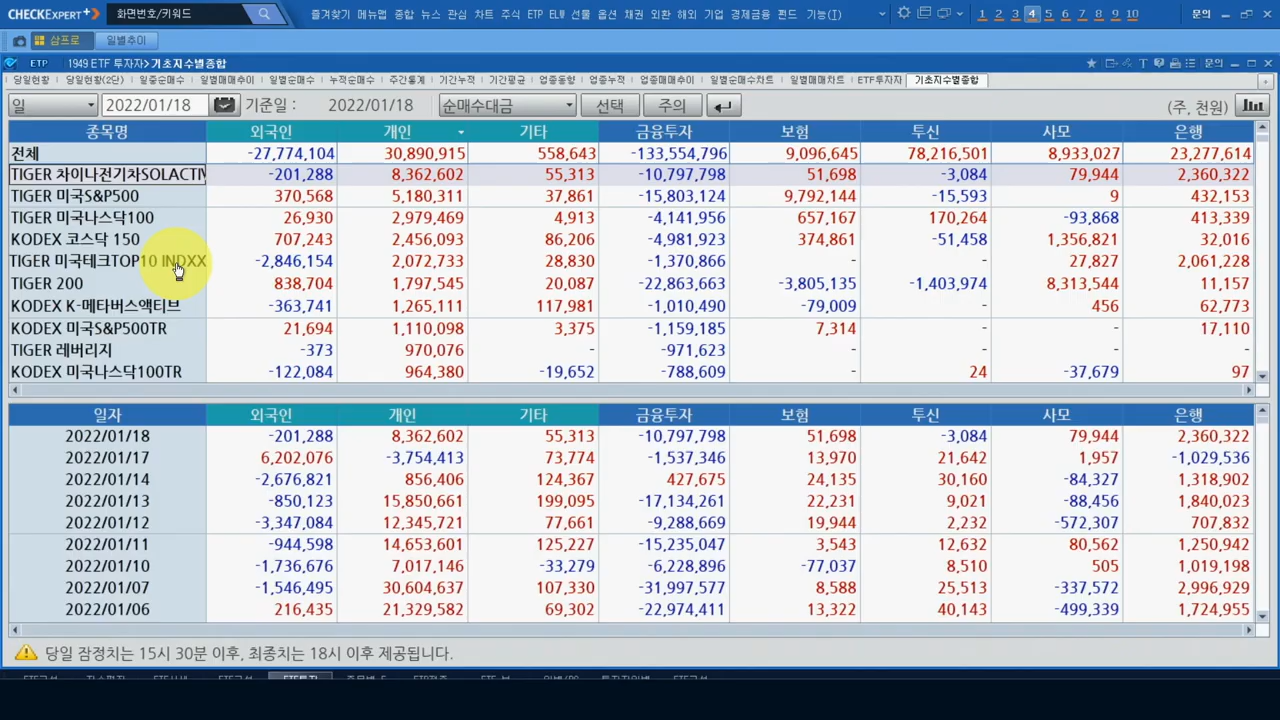 CHECKEXPERT+ 화면번호/키워드 즐겨찾기 메뉴맵 종합 뉴스 관심 차트 주식 ETP ELW 선물 옵션 채권 외환 해외 기업 경제금융 펀드 기능(T) 1 2 3 4 5 6 7 8 9 10 문의
삼프로 일별추이
ETP 1949 ETF 투자자>기초지수별종합 T 문의
당일현황 당일현황(2단) 일중순매수 일별매매추이 일별순매수 누적순매수 주간통계 기간누적 기간평균 업종동향 업종누적 업종매매추이 일별순매수차트 일별매매차트 ETF투자자 기초지수별종합
일 2022/01/18 기준일 : 2022/01/18 순매수대금 선택 주의 (주, 천원)
종목명 외국인 개인 기타 금융투자 보험 투신 사모 은행
전체 -27,774,104 30,890,915 558,643 -133,554,796 9,096,645 78,216,501 8,933,027 23,277,614
TIGER 차이나전기차SOLACTIV -201,288 8,362,602 55,313 -10,797,798 51,698 -3,084 79,944 2,360,322
TIGER 미국S&P500 370,568 5,180,311 37,861 -15,803,124 9,792,144 -15,593 9 432,153
TIGER 미국나스닥100 26,930 2,979,469 4,913 -4,141,956 657,167 170,264 -93,868 413,339
KODEX 코스닥 150 707,243 2,456,093 86,206 -4,981,923 374,861 -51,458 1,356,821 32,016
TIGER 미국테크TOP10 INDXX -2,846,154 2,072,733 28,830 -1,370,866 - - 27,827 2,061,228
TIGER 200 838,704 1,797,545 20,087 -22,863,663 -3,805,135 -1,403,974 8,313,544 11,157
KODEX K-메타버스액티브 -363,741 1,265,111 117,981 -1,010,490 -79,009 - 456 62,773
KODEX 미국S&P500TR 21,694 1,110,098 3,375 -1,159,185 7,314 - - 17,110
TIGER 레버리지 -373 970,076 - -971,623 - - - -
KODEX 미국나스닥100TR -122,084 964,380 -19,652 -788,609 - 24 -37,679 97
일자 외국인 개인 기타 금융투자 보험 투신 사모 은행
2022/01/18 -201,288 8,362,602 55,313 -10,797,798 51,698 -3,084 79,944 2,360,322
2022/01/17 6,202,076 -3,754,413 73,774 -1,537,346 13,970 21,642 1,957 -1,029,536
2022/01/14 -2,676,821 856,406 124,367 427,675 24,135 30,160 -84,327 1,318,902
2022/01/13 -850,123 15,850,661 199,095 -17,134,261 22,231 9,021 -88,456 1,840,023
2022/01/12 -3,347,084 12,345,721 77,661 -9,288,669 19,944 2,232 -572,307 707,832
2022/01/11 -944,598 14,653,601 125,227 -15,235,047 3,543 12,632 80,562 1,250,942
2022/01/10 -1,736,676 7,017,146 -33,279 -6,228,896 -77,037 8,510 505 1,019,198
2022/01/07 -1,546,495 30,604,637 107,330 -31,997,577 8,588 25,513 -337,572 2,996,929
2022/01/06 216,435 21,329,582 69,302 -22,974,411 13,322 40,143 -499,339 1,724,955
당일 잠정치는 15시 30분 이후, 최종치는 18시 이후 제공됩니다.